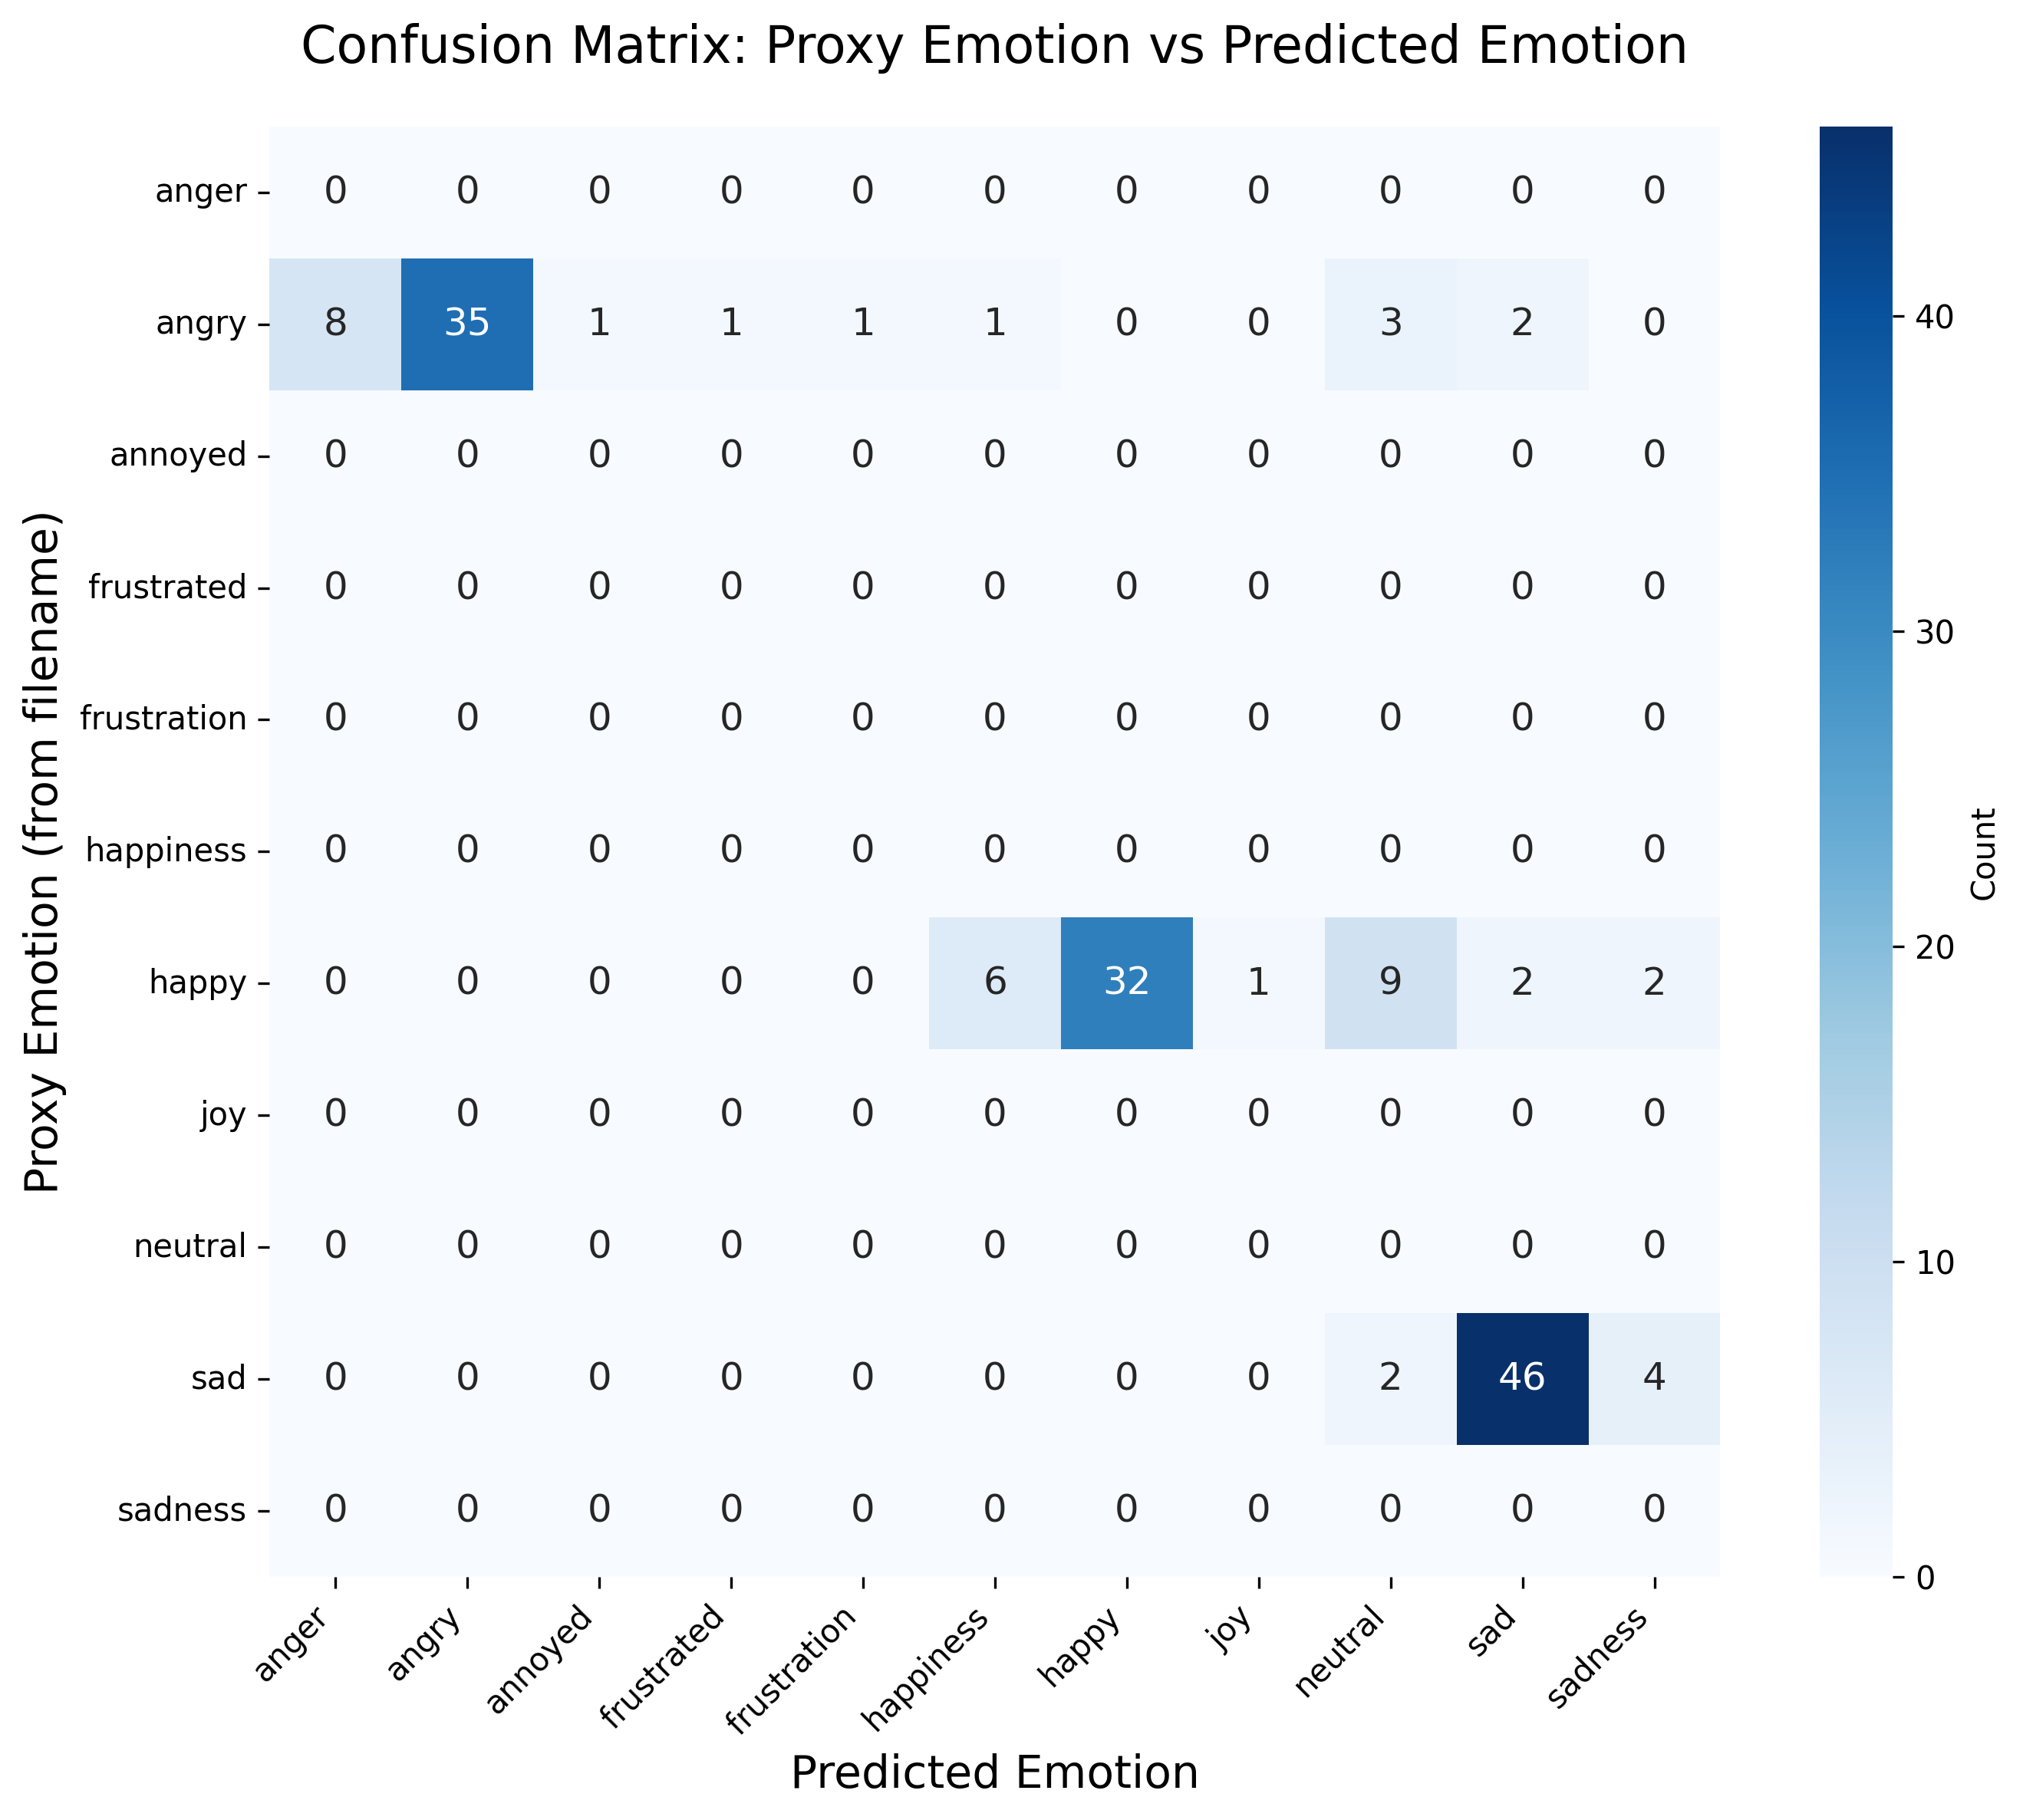 Confusion Matrix: Proxy Emotion vs Predicted Emotion
Proxy Emotion (from filename)
anger 0 0 0 0 0 0 0 0 0 0 0
angry 8 35 1 1 1 1 0 0 3 2 0
annoyed 0 0 0 0 0 0 0 0 0 0 0
frustrated 0 0 0 0 0 0 0 0 0 0 0
frustration 0 0 0 0 0 0 0 0 0 0 0
happiness 0 0 0 0 0 0 0 0 0 0 0
happy 0 0 0 0 0 6 32 1 9 2 2
joy 0 0 0 0 0 0 0 0 0 0 0
neutral 0 0 0 0 0 0 0 0 0 0 0
sad 0 0 0 0 0 0 0 0 2 46 4
sadness 0 0 0 0 0 0 0 0 0 0 0
anger angry annoyed frustrated frustration happiness happy joy neutral sad sadness
Predicted Emotion
40
30
20
10
0
Count